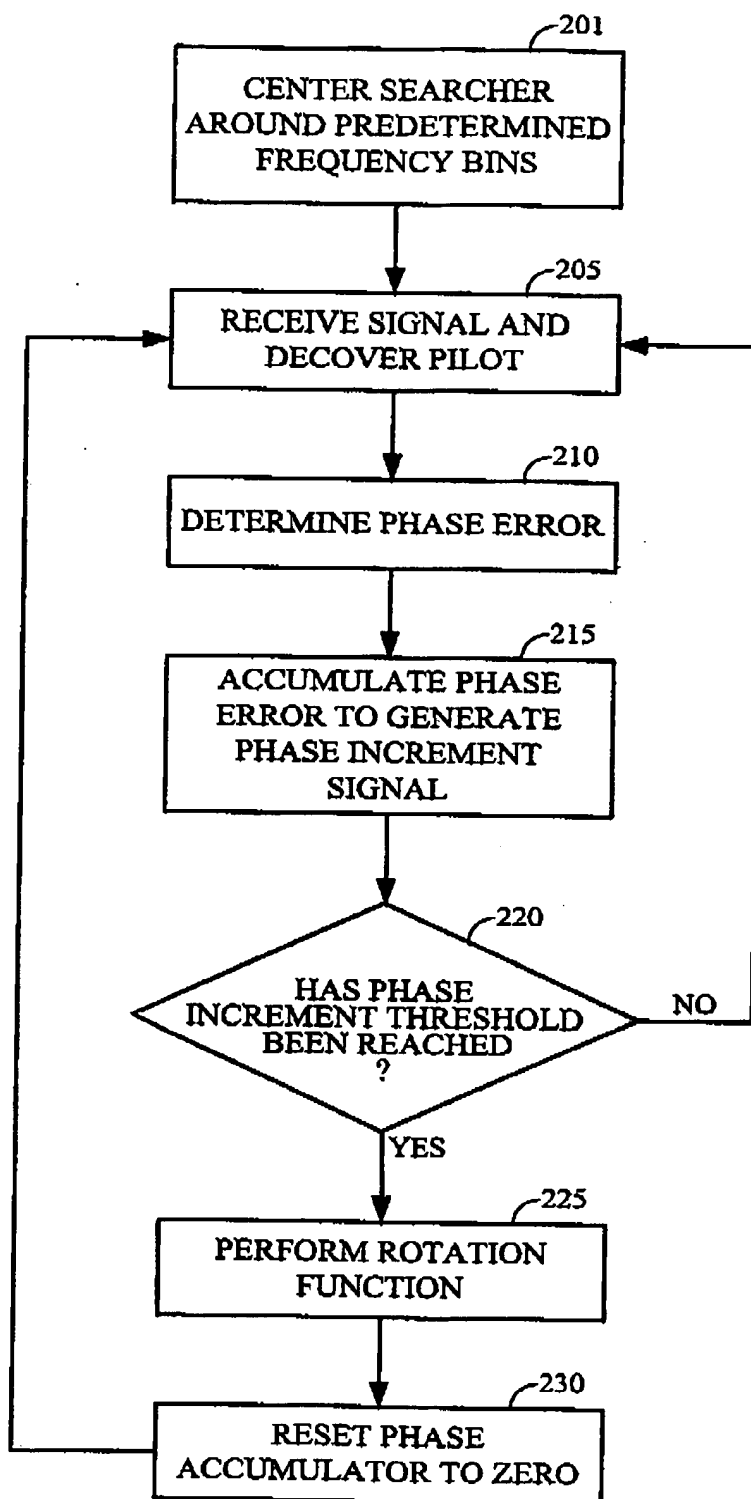 201
CENTER SEARCHER
AROUND PREDETERMINED
FREQUENCY BINS
205
RECEIVE SIGNAL AND
DECOVER PILOT
210
DETERMINE PHASE ERROR
215
ACCUMULATE PHASE
ERROR TO GENERATE
PHASE INCREMENT
SIGNAL
220
HAS PHASE
INCREMENT THRESHOLD
BEEN REACHED
?
NO
YES
225
PERFORM ROTATION
FUNCTION
230
RESET PHASE
ACCUMULATOR TO ZERO